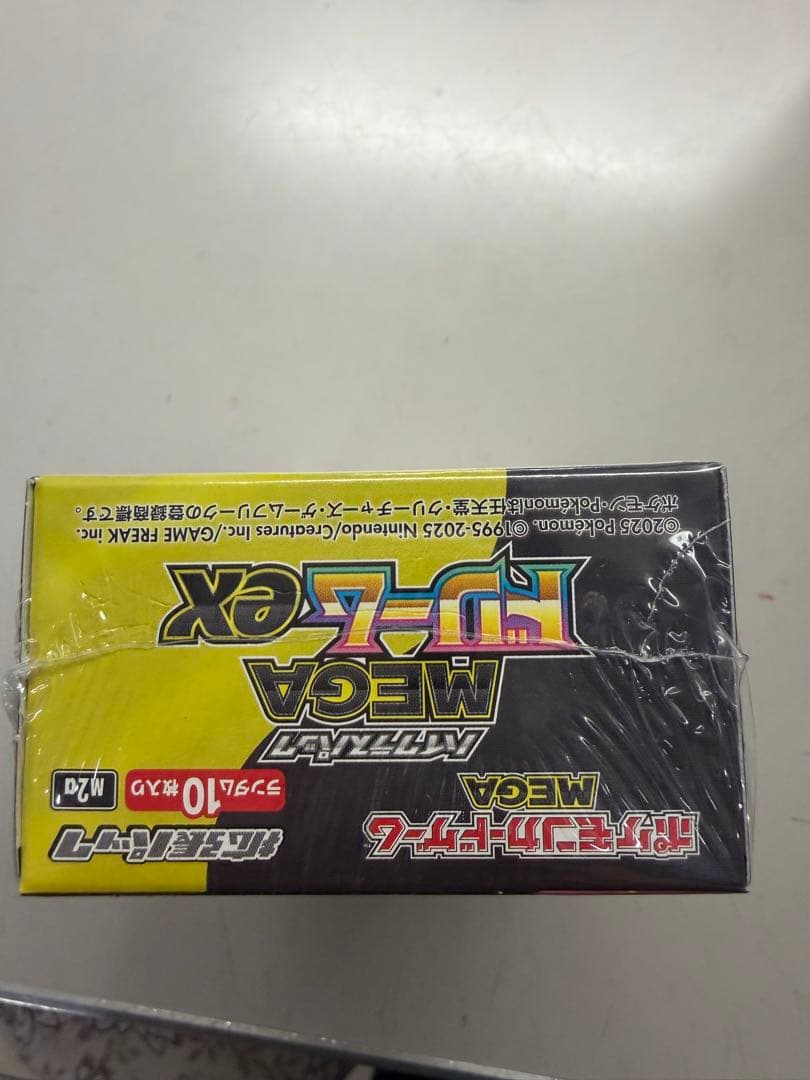 ポケモンカードゲーム
MEGA
拡張パック
ランダム10枚入り
M2a
ハイクラスパック
MEGA
ドリームex
©2025 Pokémon. ©1995-2025 Nintendo/Creatures Inc./GAME FREAK inc.
ポケモン・Pokémonは任天堂・クリーチャーズ・ゲームフリークの登録商標です。